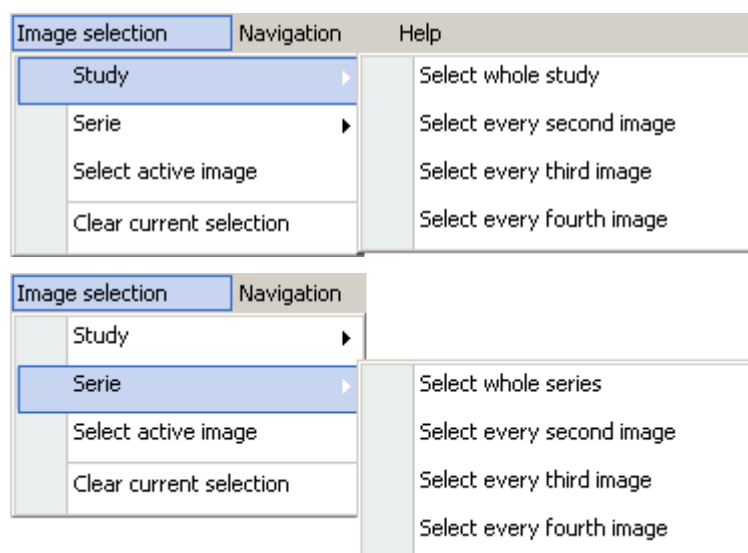 Image selection Navigation Help
Study Select whole study
Serie Select every second image
Select active image Select every third image
Clear current selection Select every fourth image
Image selection Navigation
Study
Serie Select whole series
Select active image Select every second image
Clear current selection Select every third image
Select every fourth image